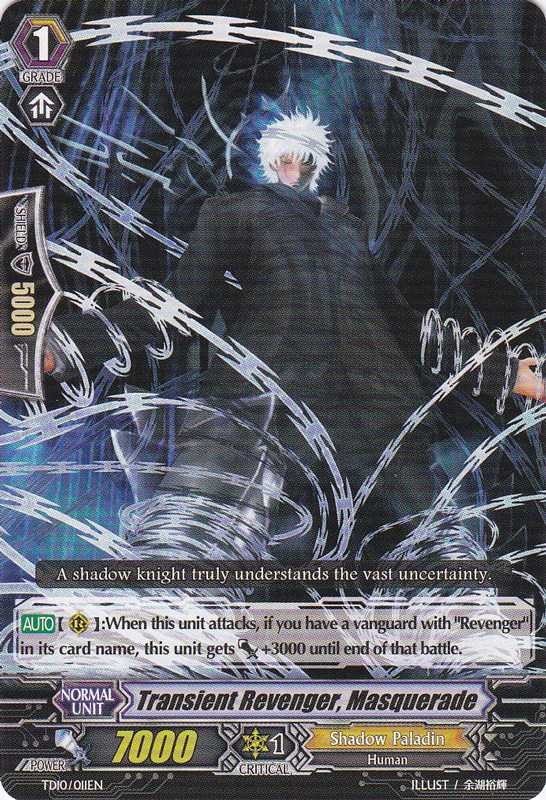 1
GRADE
SHIELD
5000
A shadow knight truly understands the vast uncertainty.
AUTO [ ]:When this unit attacks, if you have a vanguard with "Revenger"
in its card name, this unit gets +3000 until end of that battle.
NORMAL
UNIT
Transient Revenger, Masquerade
POWER
7000
1
CRITICAL
Shadow Paladin
Human
TD10/011EN
ILLUST / 余湖裕輝